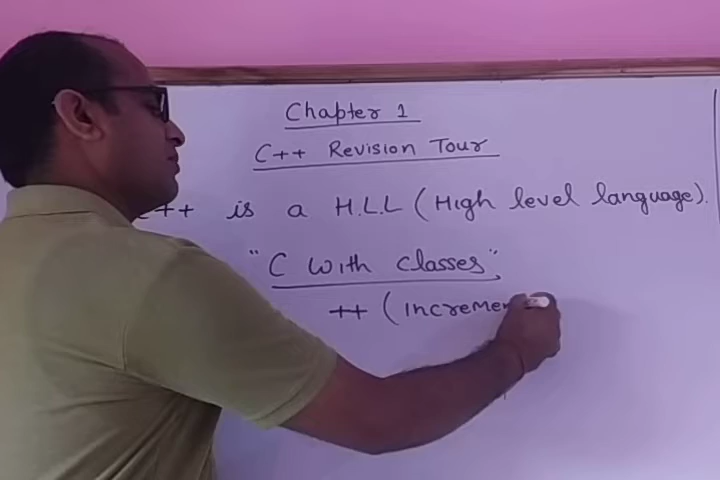 Chapter 1
C++ Revision Tour
C++ is a H.L.L (High level language).
"C with classes",
++ (Increme